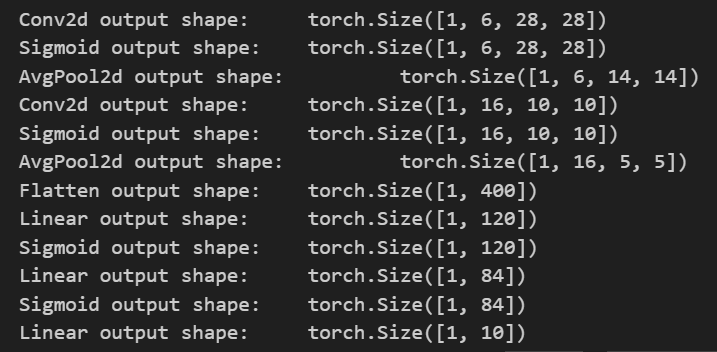 Conv2d output shape: torch.Size([1, 6, 28, 28])
Sigmoid output shape: torch.Size([1, 6, 28, 28])
AvgPool2d output shape: torch.Size([1, 6, 14, 14])
Conv2d output shape: torch.Size([1, 16, 10, 10])
Sigmoid output shape: torch.Size([1, 16, 10, 10])
AvgPool2d output shape: torch.Size([1, 16, 5, 5])
Flatten output shape: torch.Size([1, 400])
Linear output shape: torch.Size([1, 120])
Sigmoid output shape: torch.Size([1, 120])
Linear output shape: torch.Size([1, 84])
Sigmoid output shape: torch.Size([1, 84])
Linear output shape: torch.Size([1, 10])